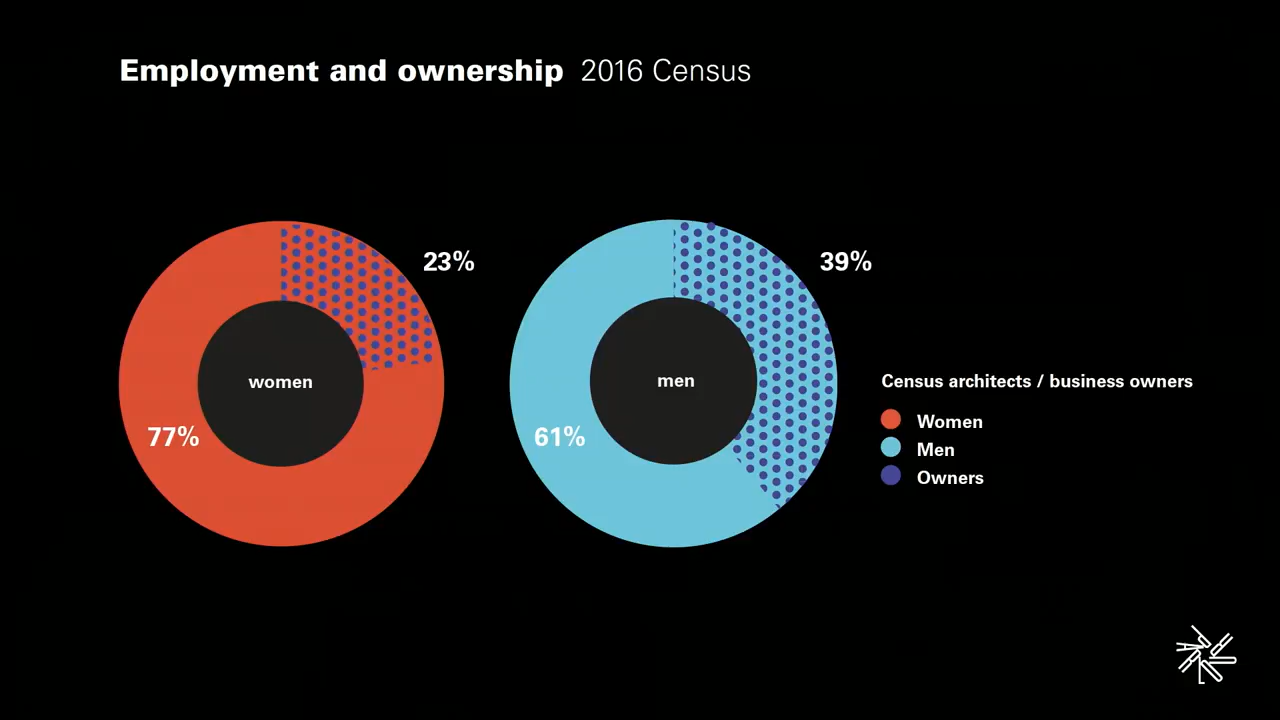 Employment and ownership 2016 Census
23%
39%
women
men
77%
61%
Census architects / business owners
Women
Men
Owners